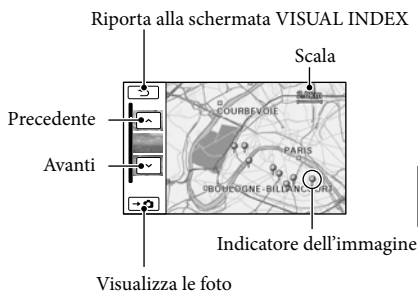 Riporta alla schermata VISUAL INDEX
Scala
COURBEVOIE
Precedente
PARIS
Avanti
BOULOGNE-BILLANCOURT
Indicatore dell'immagine
Visualizza le foto